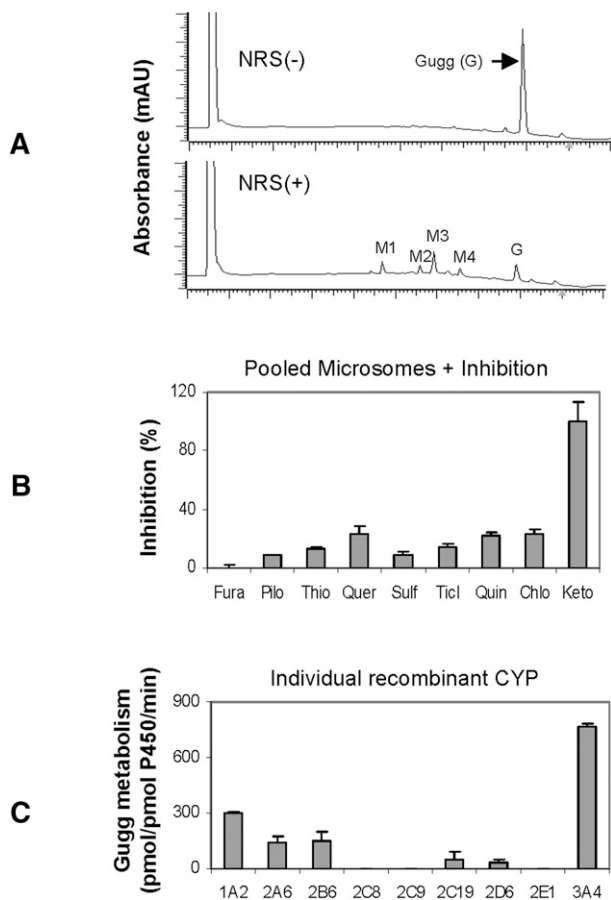 A
Absorbance (mAU)
NRS(-)
Gugg (G)
NRS(+)
M1
M2
M3
M4
G
B
Pooled Microsomes + Inhibition
Inhibition (%)
120
80
40
0
Fura Pilo Thio Quer Sulf Ticl Quin Chlo Keto
C
Individual recombinant CYP
Gugg metabolism
(pmol/pmol P450/min)
900
600
300
0
1A2 2A6 2B6 2C8 2C9 2C19 2D6 2E1 3A4